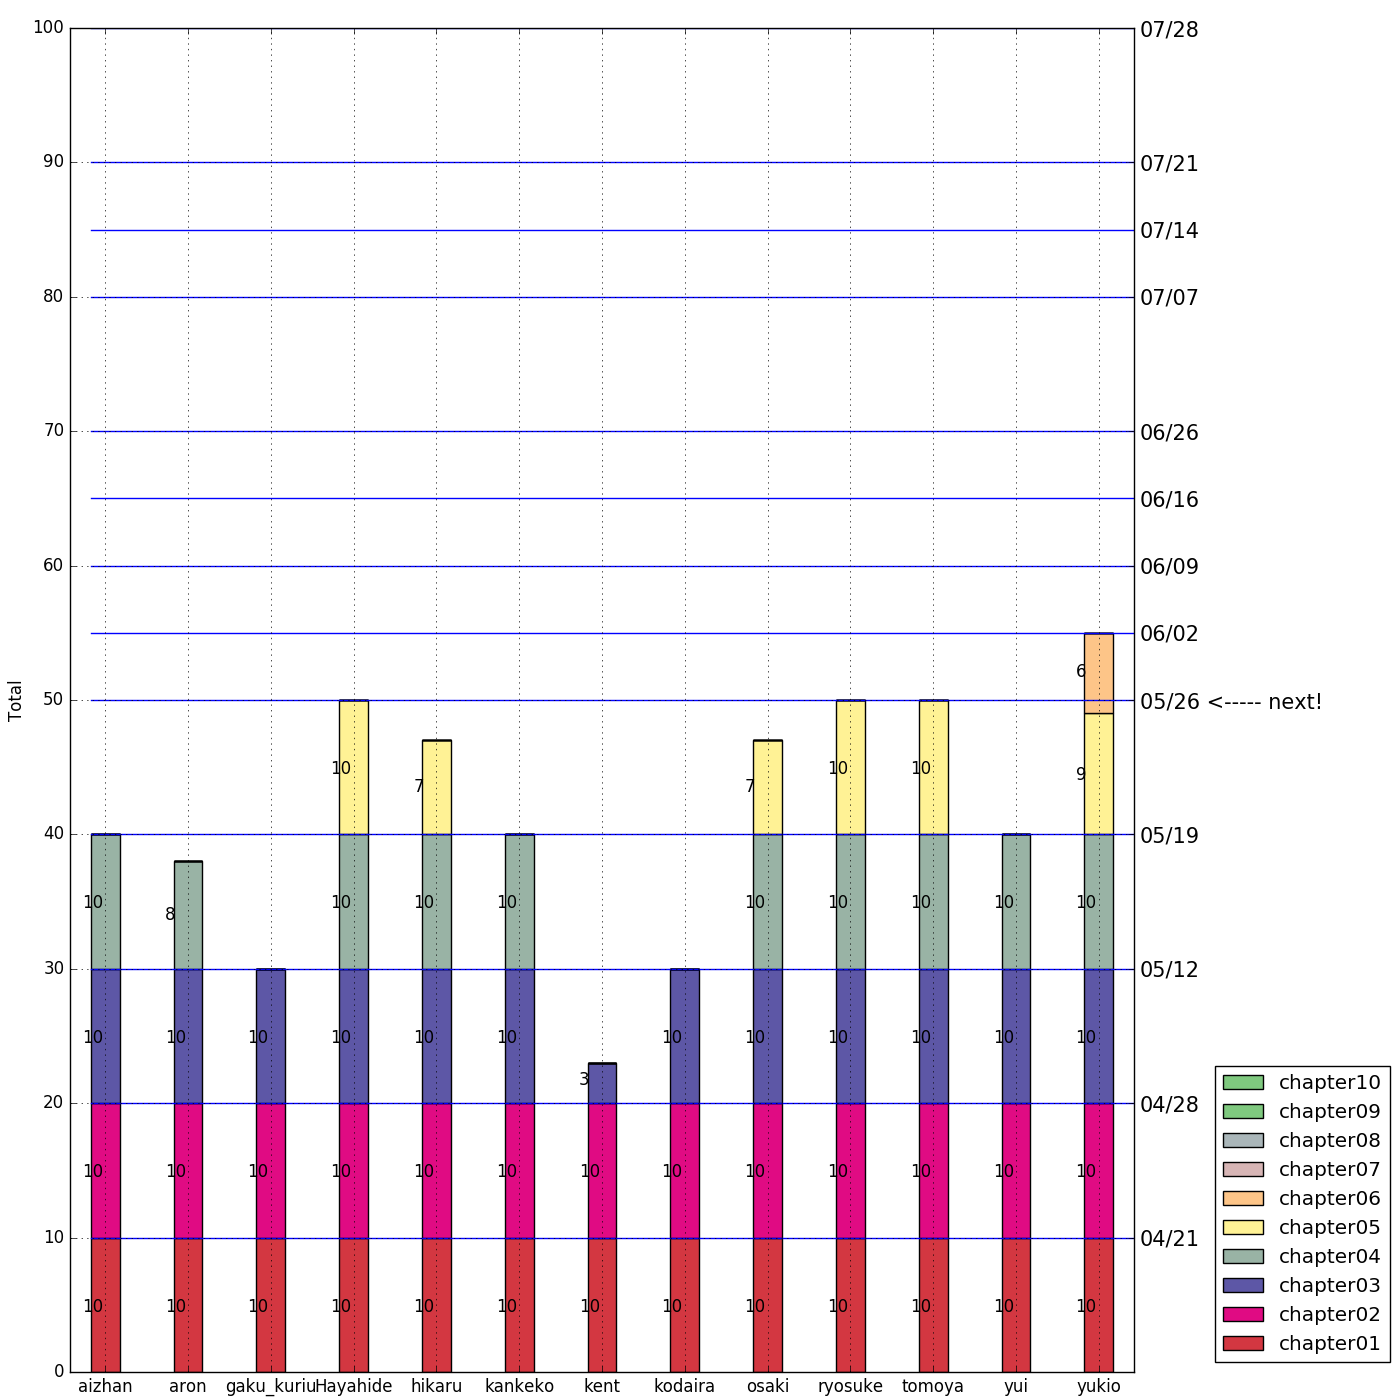 100
07/28
90
07/21
07/14
80
07/07
70
06/26
06/16
60
06/09
06/02
6
Total
50
05/26 <----- next!
10 10 10
9
7 7
40
05/19
10 10 10 10 10 10 10 10 10
8
30
05/12
10 10 10 10 10 10 10 10 10 10 10 10
3
20
04/28
10 10 10 10 10 10 10 10 10 10 10 10 10
10
04/21
10 10 10 10 10 10 10 10 10 10 10 10 10
0
aizhan aron gaku_kuriu Hayahide hikaru kankeko kent kodaira osaki ryosuke tomoya yui yukio
chapter10
chapter09
chapter08
chapter07
chapter06
chapter05
chapter04
chapter03
chapter02
chapter01